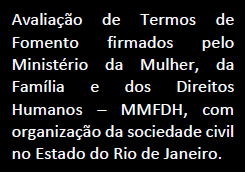 Avaliação de Termos de
Fomento firmados pelo
Ministério da Mulher, da
Família e dos Direitos
Humanos – MMFDH, com
organização da sociedade civil
no Estado do Rio de Janeiro.